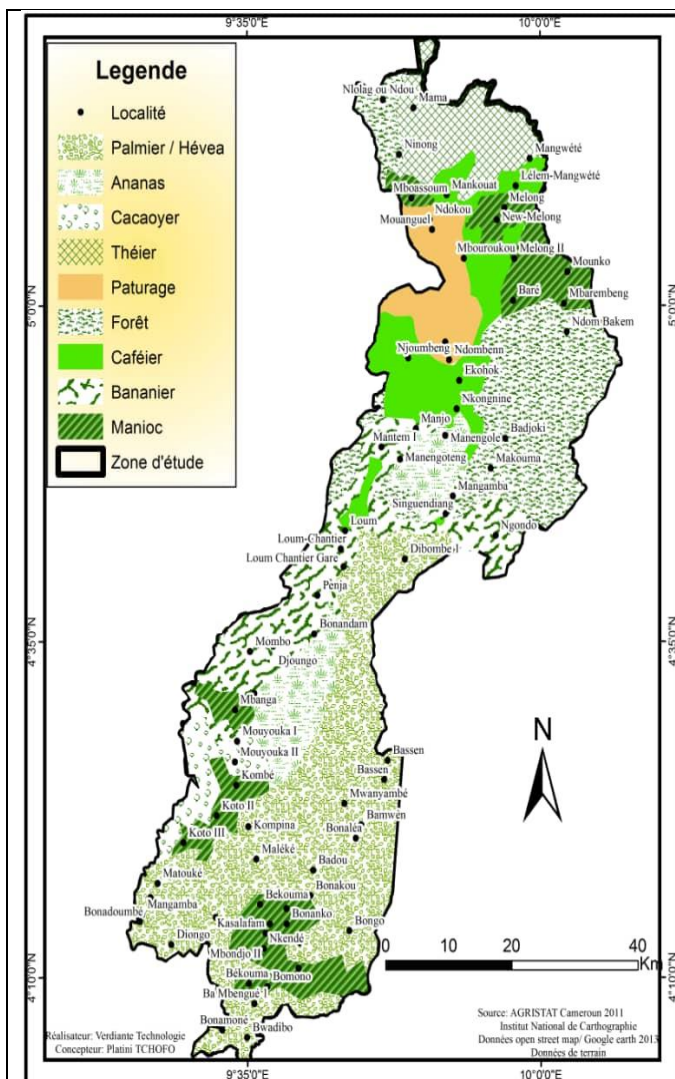 9°35'0"E
10°0'0"E
Legende
Localité
Palmier / Hévea
Ananas
Cacaoyer
Théier
Paturage
Forêt
Caféier
Bananier
Manioc
Zone d'étude
Nlolag ou Ndou
Mama
Ninong
Mangwété
Mboassoum
Mankouat
Lélem-Mangwété
Melong
Ndokou
New-Melong
Mouanguel
Mbouroukou
Melong II
Mounko
Baré
Mbarembeng
5°0'0"N
5°0'0"N
Ndom Bakem
Njoumbeng
Ndombenn
Ekohok
Nkongnine
Manjo
Mantem I
Manengole
Badjoki
Manengoteng
Makouma
Mangamba
Singuendiang
Loum
Ngondo
Loum-Chantier
Dibombe I
Loum Chantier Gare
Penja
Bonandam
4°35'0"N
4°35'0"N
Mombo
Djoungo
Mbanga
Mouyouka I
Mouyouka II
Bassen
Kombé
Bassen
Mwanyambé
Koto II
Bamwén
Kompina
Bonaléa
Koto III
Maléké
Badou
Matouké
Bonakou
Mangamba
Bekouma
Bonadoumbé
Bonanko
Kasalafam
Bongo
Diongo
Nkendé
Mbondjo II
N
0 10 20 40
Km
Békouma
Bomono
4°10'0"N
4°10'0"N
Ba Mbengué I
Bonamoné
Bwadibo
Réalisateur: Verdiante Technologie
Concepteur: Platini TCHOFO
Source: AGRISTAT Cameroun 2011
Institut National de Carthographie
Données open street map/ Google earth 2013
Données de terrain
9°35'0"E
10°0'0"E